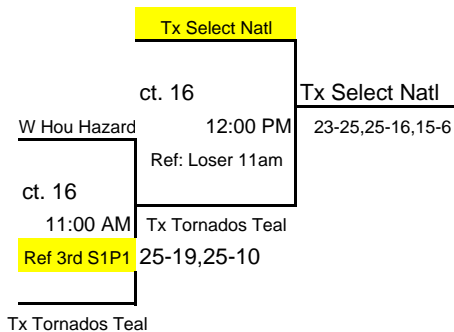 Tx Select Natl
ct. 16
Tx Select Natl
W Hou Hazard
12:00 PM
23-25,25-16,15-6
Ref: Loser 11am
ct. 16
11:00 AM
Tx Tornados Teal
Ref 3rd S1P1
25-19,25-10
Tx Tornados Teal